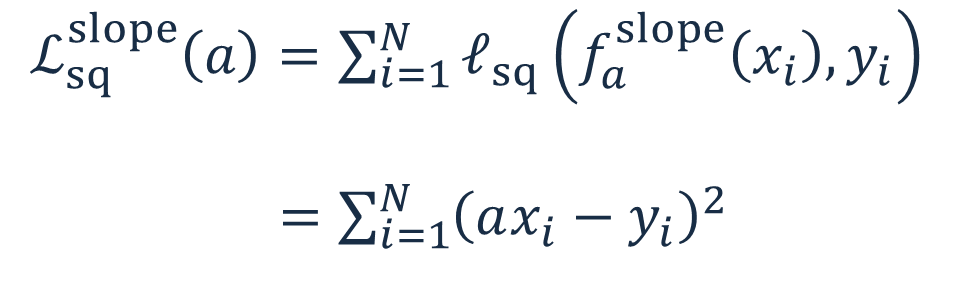 ℒ_sq^slope(a) = ∑_{i=1}^N ℓ_sq (f_a^slope(x_i), y_i)
= ∑_{i=1}^N (ax_i − y_i)^2